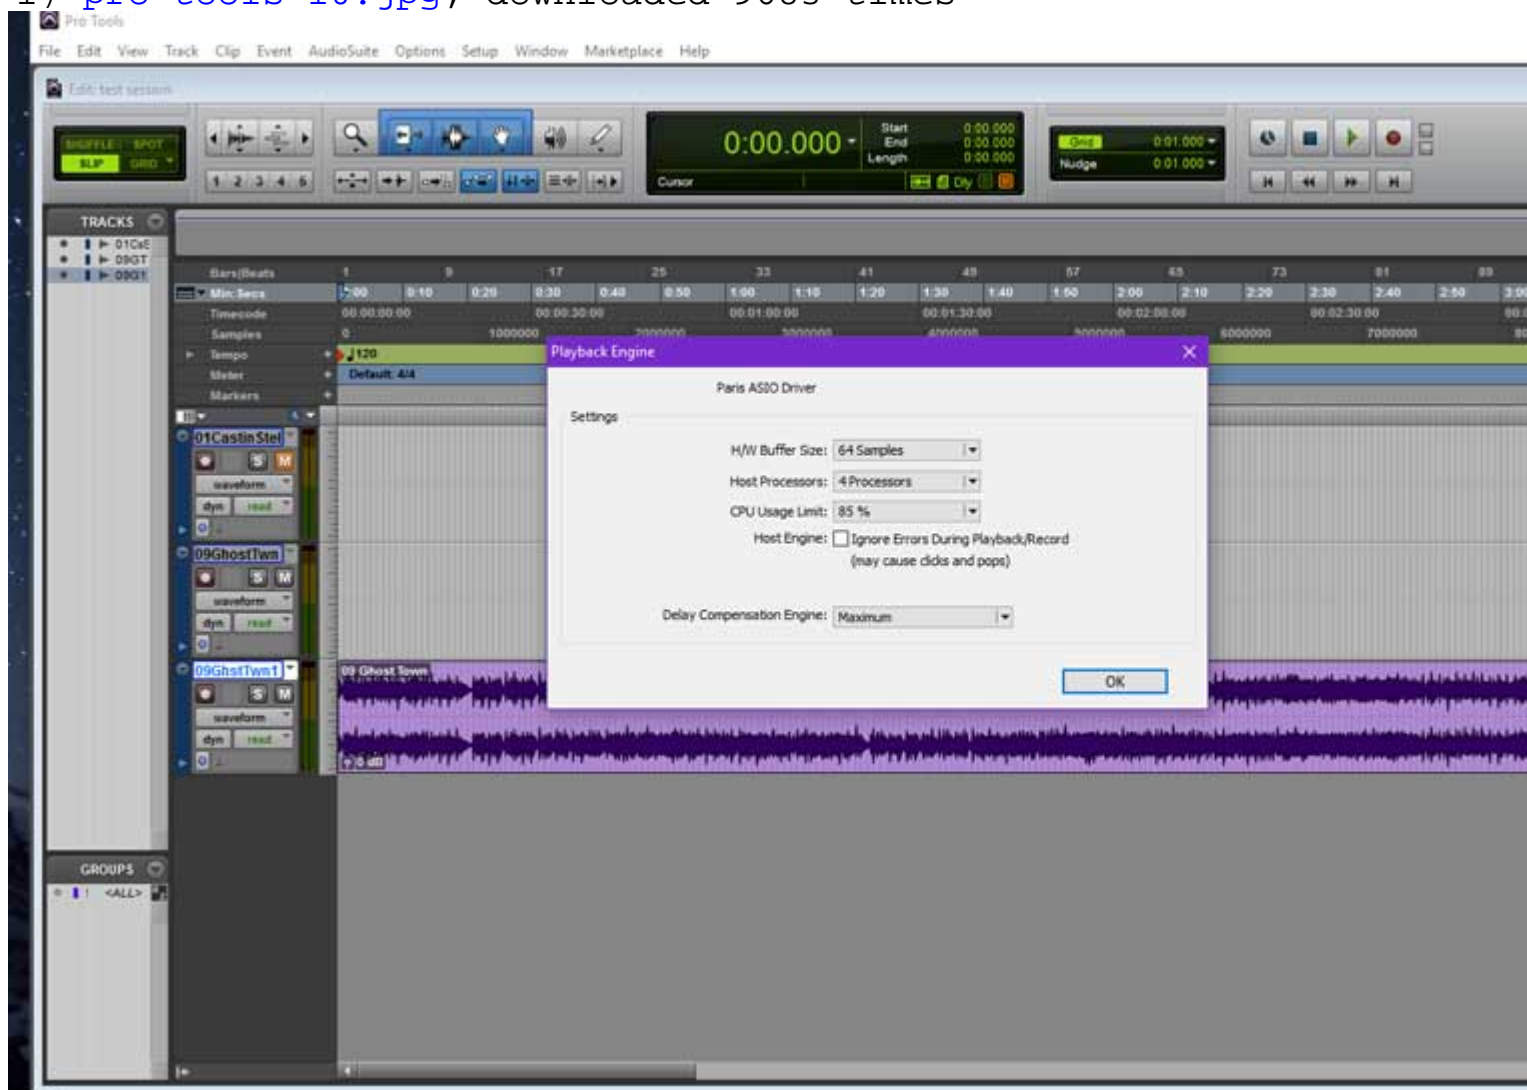 Pro Tools
File Edit View Track Clip Event AudioSuite Options Setup Window Marketplace Help
Edit: test session
SHUFFLE SPOT
SLIP GRID
1 2 3 4 5
0:00.000
Start 0:00.000
End 0:00.000
Length 0:00.000
Cursor
Dly
Grid 0:01.000
Nudge 0:01.000
TRACKS
01CsS
09GT
09GT
Bars|Beats 1 9 17 25 33 41 49 57 65 73 81 89
Min:Secs 0:00 0:10 0:20 0:30 0:40 0:50 1:00 1:10 1:20 1:30 1:40 1:50 2:00 2:10 2:20 2:30 2:40 2:50 3:00
Timecode 00:00:00:00 00:00:30:00 00:01:00:00 00:01:30:00 00:02:00:00 00:02:30:00
Samples 0 1000000 2000000 3000000 4000000 5000000 6000000 7000000
Tempo 120
Meter Default: 4/4
Markers
Playback Engine
Paris ASIO Driver
Settings
H/W Buffer Size: 64 Samples
Host Processors: 4 Processors
CPU Usage Limit: 85 %
Host Engine: Ignore Errors During Playback/Record
(may cause clicks and pops)
Delay Compensation Engine: Maximum
OK
01CastinStel
S M
waveform
dyn read
09GhostTwn
S M
waveform
dyn read
09GhstTwn1
S M
waveform
dyn read
09 Ghost Town
0 dB
GROUPS
! <ALL>